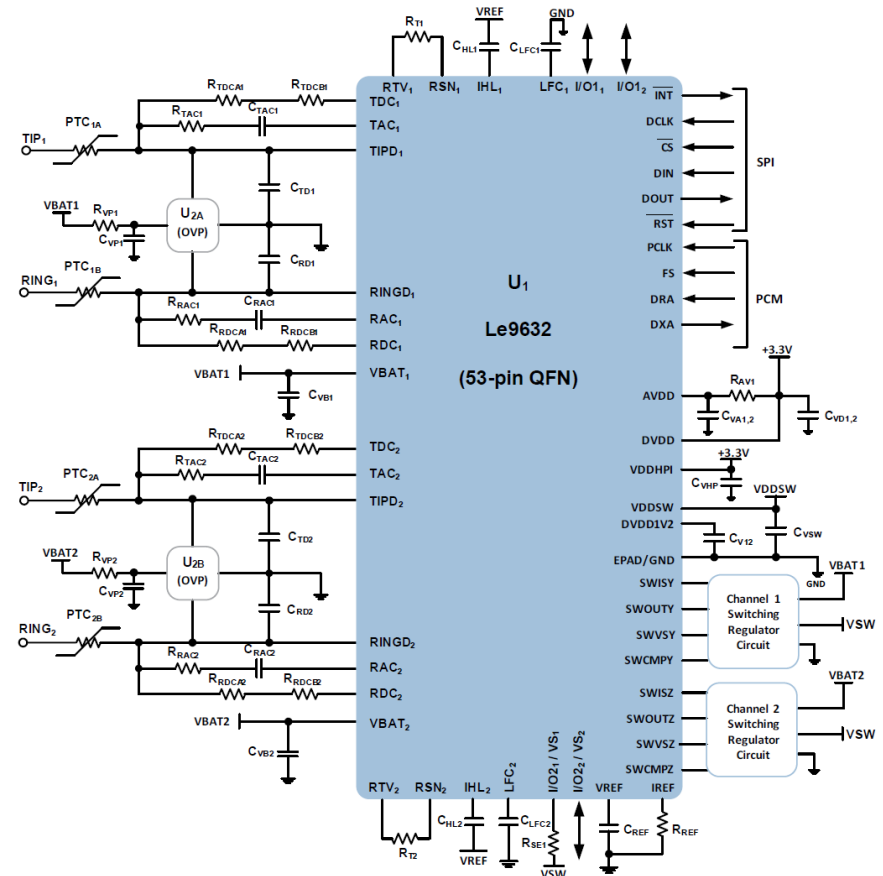 VREF
GND
RT1
CHL1
CLFC1
RTV1
RSN1
IHL1
LFC1
I/O11
I/O12
RTDCA1
RTDCB1
TDC1
INT
PTC1A
RTAC1
CTAC1
TAC1
DCLK
TIP1
TIPD1
CS
SPI
DIN
CTD1
VBAT1
RVP1
U2A
(OVP)
DOUT
CVP1
RST
CRD1
PCLK
PTC1B
RING1
RINGD1
U1
FS
RRAC1
CRAC1
RAC1
DRA
PCM
RRDCA1
RRDCB1
RDC1
Le9632
DXA
VBAT1
VBAT1
(53-pin QFN)
+3.3V
CVB1
AVDD
RAV1
CVA1,2
CVD1,2
RTDCA2
RTDCB2
TDC2
DVDD
PTC2A
RTAC2
CTAC2
TAC2
VDDHPI
+3.3V
CVHP
TIP2
TIPD2
VDDSW
VDDSW
DVDD1V2
CV12
CVSW
CTD2
VBAT2
RVP2
U2B
(OVP)
EPAD/GND
GND
CVP2
SWISY
Channel 1
Switching
Regulator
Circuit
VBAT1
CRD2
SWOUTY
VSW
PTC2B
RING2
RINGD2
SWVSY
RRAC2
CRAC2
RAC2
SWCMPY
RRDCA2
RRDCB2
RDC2
SWISZ
Channel 2
Switching
Regulator
Circuit
VBAT2
VBAT2
VBAT2
SWOUTZ
VSW
CVB2
SWVSZ
SWCMPZ
RTV2
RSN2
IHL2
LFC2
I/O21 / VS1
I/O22 / VS2
VREF
IREF
CHL2
CLFC2
RSE1
CREF
RREF
RT2
VREF
VSW